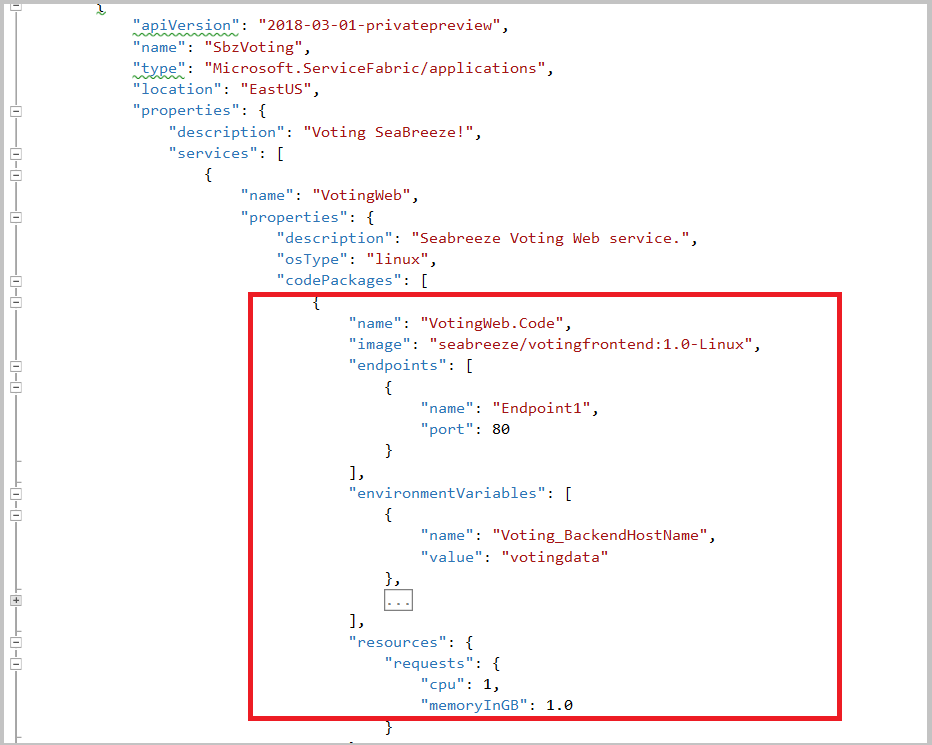 {
"apiVersion": "2018-03-01-privatepreview",
"name": "SbzVoting",
"type": "Microsoft.ServiceFabric/applications",
"location": "EastUS",
"properties": {
"description": "Voting SeaBreeze!",
"services": [
{
"name": "VotingWeb",
"properties": {
"description": "Seabreeze Voting Web service.",
"osType": "linux",
"codePackages": [
{
"name": "VotingWeb.Code",
"image": "seabreeze/votingfrontend:1.0-Linux",
"endpoints": [
{
"name": "Endpoint1",
"port": 80
}
],
"environmentVariables": [
{
"name": "Voting_BackendHostName",
"value": "votingdata"
},
...
],
"resources": {
"requests": {
"cpu": 1,
"memoryInGB": 1.0
}